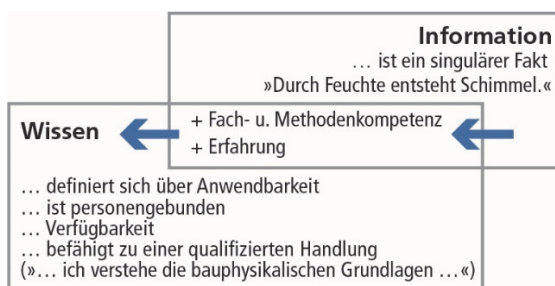 Information
… ist ein singulärer Fakt
»Durch Feuchte entsteht Schimmel.«
Wissen
+ Fach- u. Methodenkompetenz
+ Erfahrung
… definiert sich über Anwendbarkeit
… ist personengebunden
… Verfügbarkeit
… befähigt zu einer qualifizierten Handlung
(»… ich verstehe die bauphysikalischen Grundlagen …«)